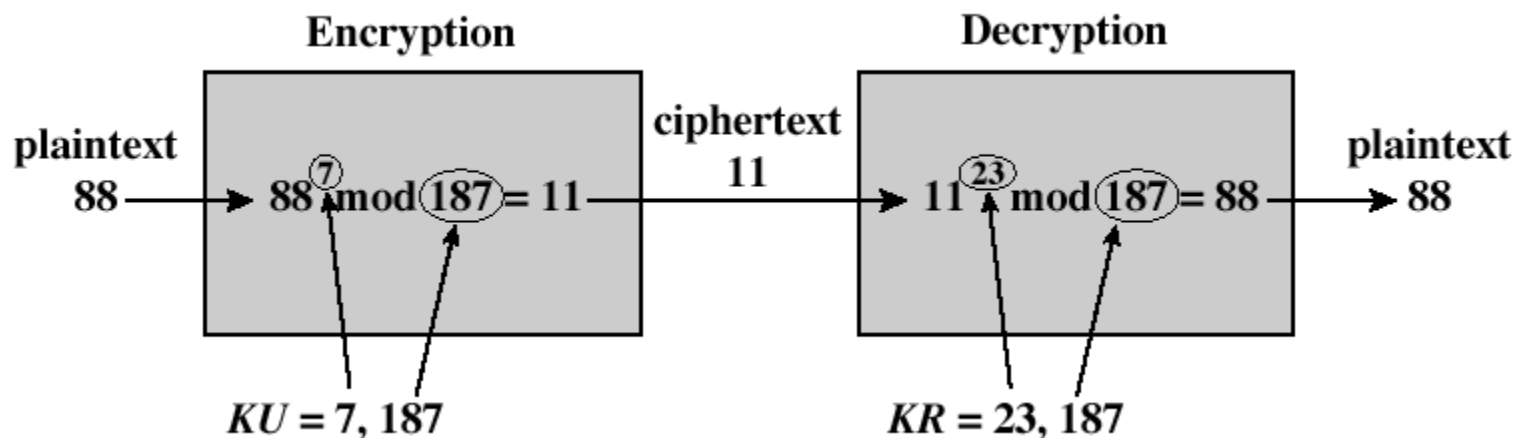 Encryption
Decryption
plaintext
88
88^7 mod 187 = 11
ciphertext
11
11^23 mod 187 = 88
plaintext
88
KU = 7, 187
KR = 23, 187